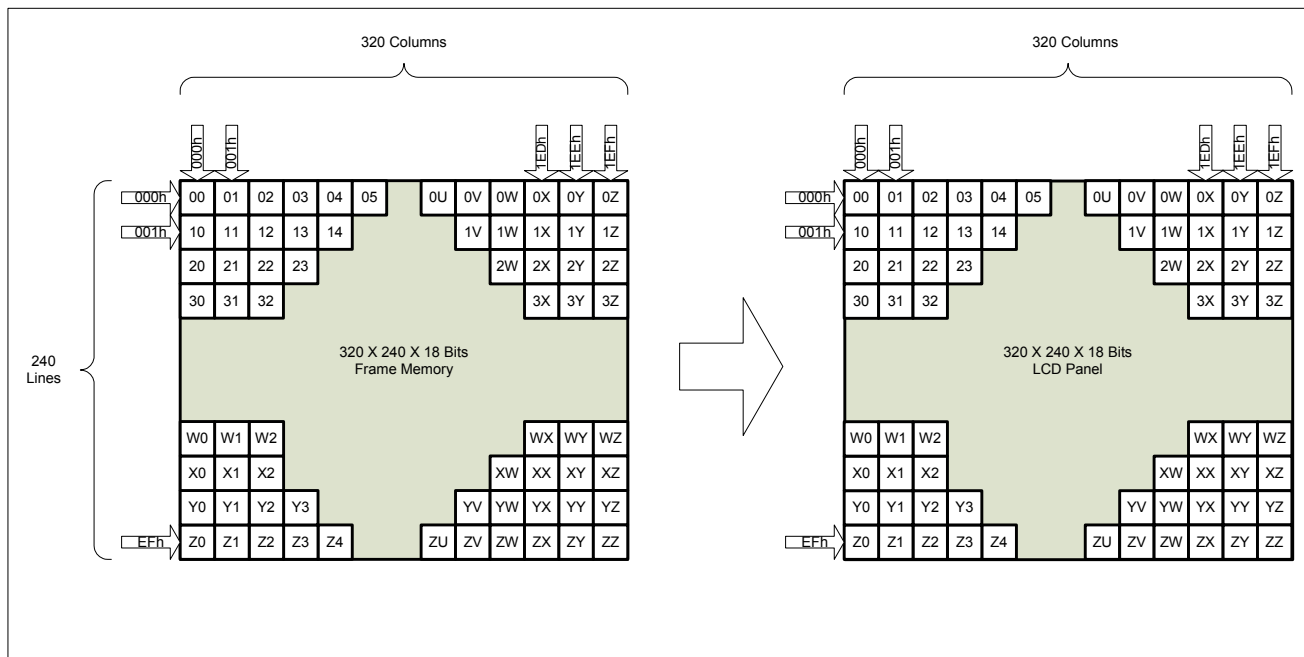 320 Columns
000h 001h 1EDh 1EEh 1EFh
000h 00 01 02 03 04 05 0U 0V 0W 0X 0Y 0Z
001h 10 11 12 13 14 1V 1W 1X 1Y 1Z
20 21 22 23 2W 2X 2Y 2Z
30 31 32 3X 3Y 3Z
240
Lines
320 X 240 X 18 Bits
Frame Memory
W0 W1 W2 WX WY WZ
X0 X1 X2 XW XX XY XZ
Y0 Y1 Y2 Y3 YV YW YX YY YZ
EFh Z0 Z1 Z2 Z3 Z4 ZU ZV ZW ZX ZY ZZ
320 Columns
000h 001h 1EDh 1EEh 1EFh
000h 00 01 02 03 04 05 0U 0V 0W 0X 0Y 0Z
001h 10 11 12 13 14 1V 1W 1X 1Y 1Z
20 21 22 23 2W 2X 2Y 2Z
30 31 32 3X 3Y 3Z
320 X 240 X 18 Bits
LCD Panel
W0 W1 W2 WX WY WZ
X0 X1 X2 XW XX XY XZ
Y0 Y1 Y2 Y3 YV YW YX YY YZ
EFh Z0 Z1 Z2 Z3 Z4 ZU ZV ZW ZX ZY ZZ